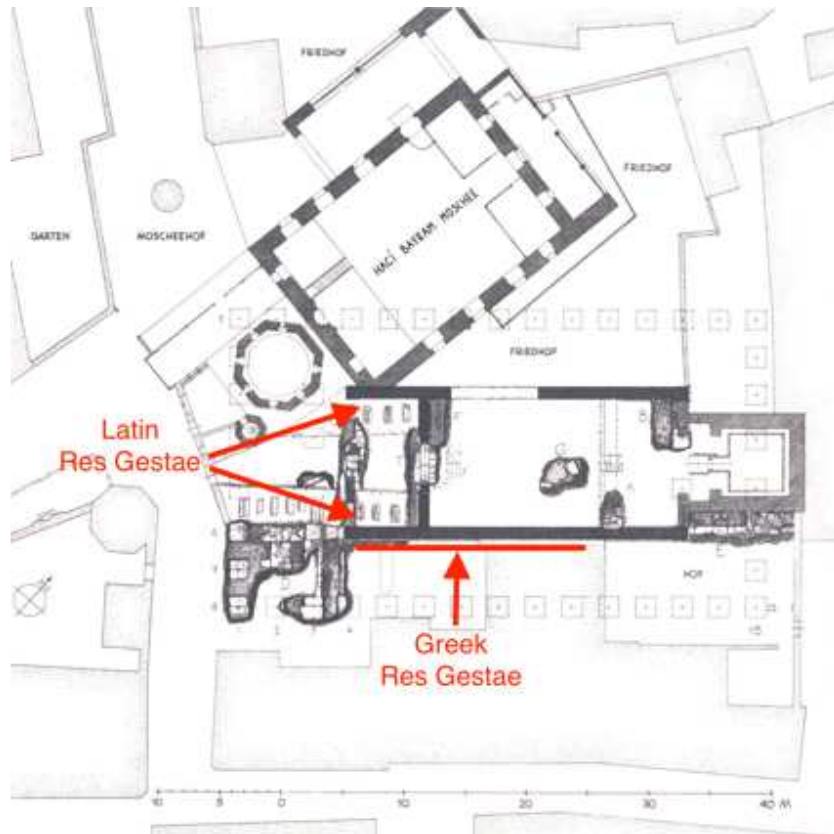 FRIEDHOF
HACİ BAYRAM MOSCHEE
FRIEDHOF
GARTEN
MOSCHEEHOF
FRIEDHOF
Latin
Res Gestae
HOF
Greek
Res Gestae
10 5 0 10 20 30 40 M